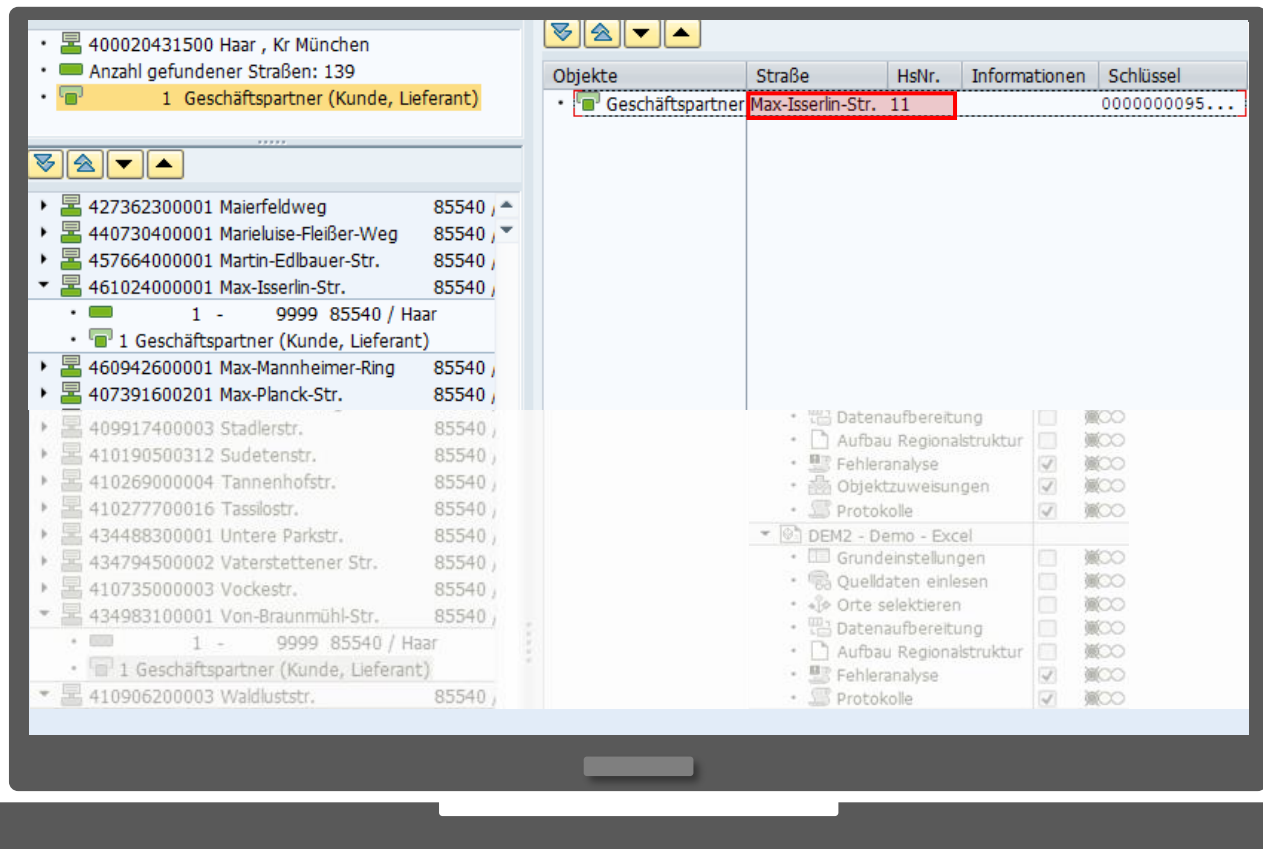 400020431500 Haar , Kr München
Anzahl gefundener Straßen: 139
1 Geschäftspartner (Kunde, Lieferant)
427362300001 Maierfeldweg 85540 /
440730400001 Marieluise-Fleißer-Weg 85540 /
457664000001 Martin-Edlbauer-Str. 85540 /
461024000001 Max-Isserlin-Str. 85540 /
1 - 9999 85540 / Haar
1 Geschäftspartner (Kunde, Lieferant)
460942600001 Max-Mannheimer-Ring 85540 /
407391600201 Max-Planck-Str. 85540 /
409917400003 Stadlerstr. 85540 /
410190500312 Sudetenstr. 85540 /
410269000004 Tannenhofstr. 85540 /
410277700016 Tassilostr. 85540 /
434488300001 Untere Parkstr. 85540 /
434794500002 Vaterstettener Str. 85540 /
410735000003 Vockestr. 85540 /
434983100001 Von-Braunmühl-Str. 85540 /
1 - 9999 85540 / Haar
1 Geschäftspartner (Kunde, Lieferant)
410906200003 Waldluststr. 85540 /
Objekte Straße HsNr. Informationen Schlüssel
Geschäftspartner Max-Isserlin-Str. 11 0000000095...
Datenaufbereitung
Aufbau Regionalstruktur
Fehleranalyse
Objektzuweisungen
Protokolle
DEM2 - Demo - Excel
Grundeinstellungen
Quelldaten einlesen
Orte selektieren
Datenaufbereitung
Aufbau Regionalstruktur
Fehleranalyse
Protokolle